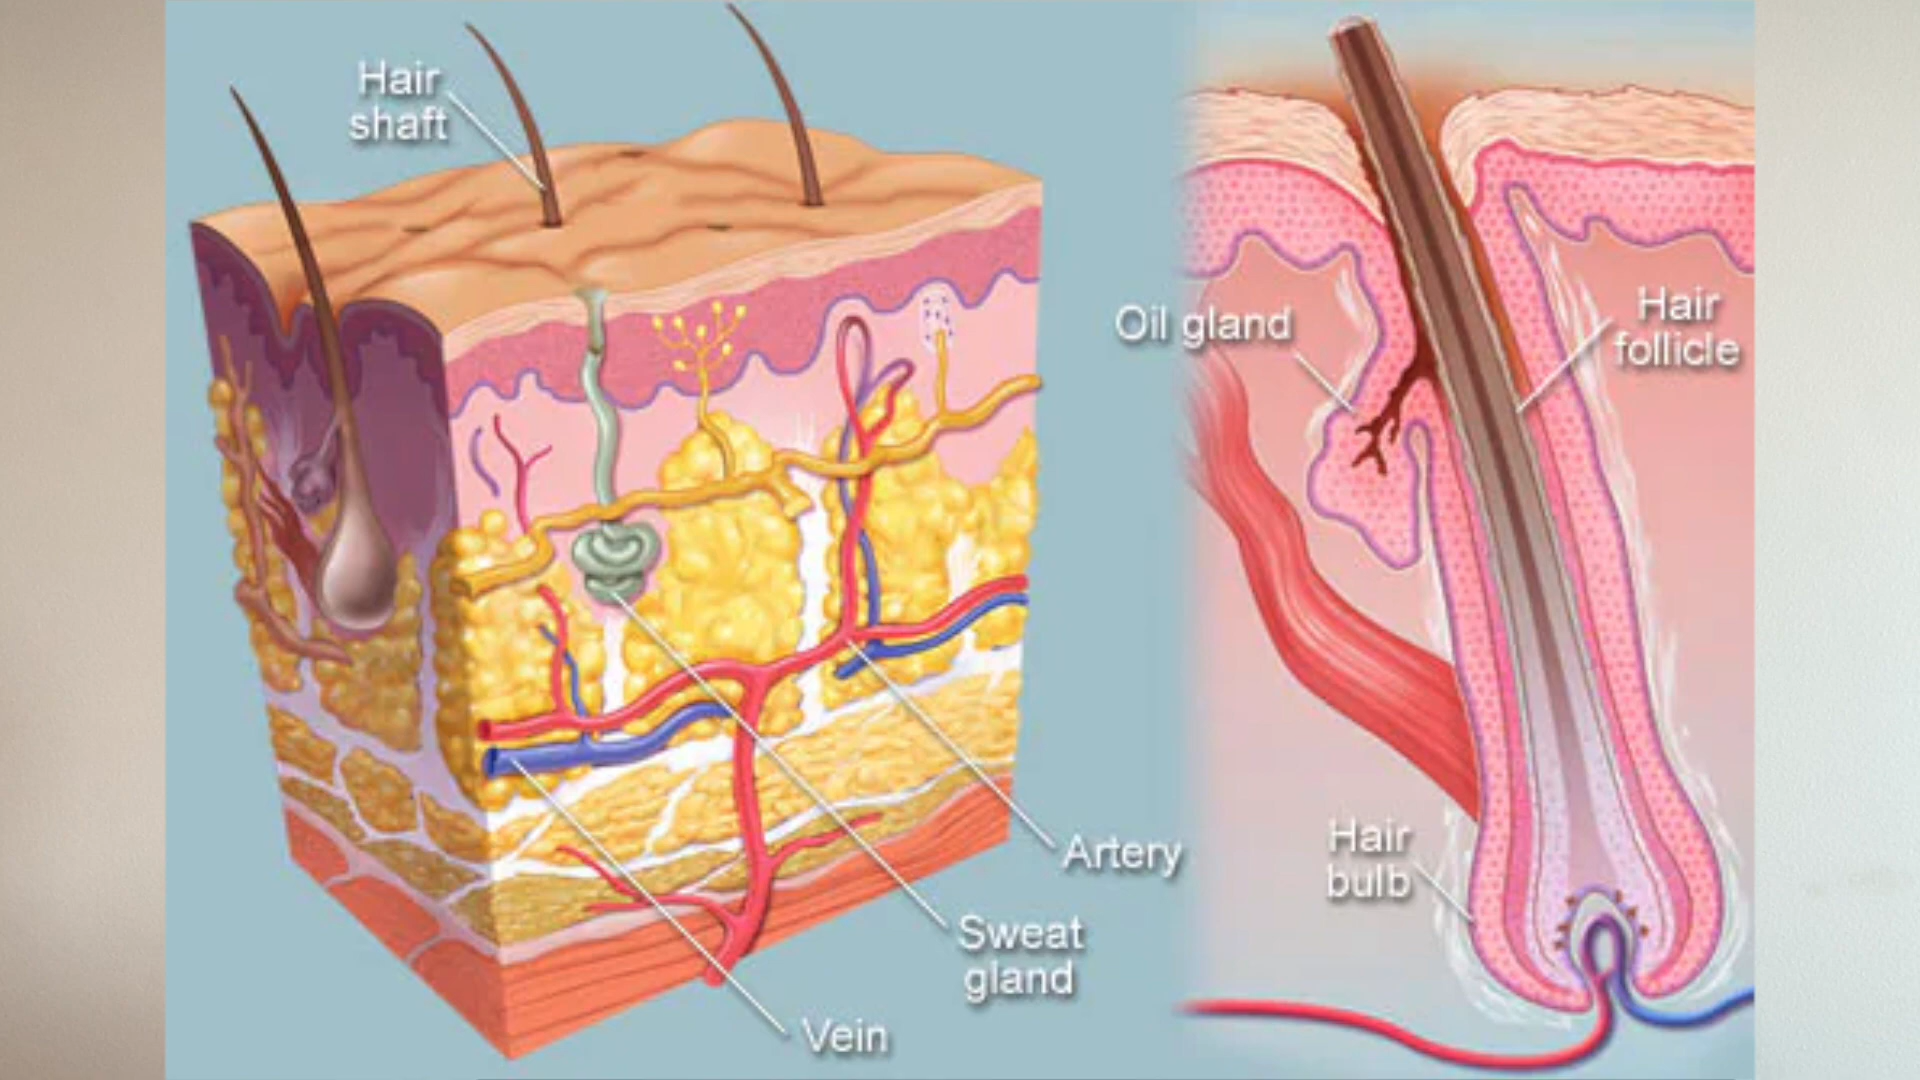 Hair
shaft
Oil gland
Hair
follicle
Hair
bulb
Artery
Sweat
gland
Vein